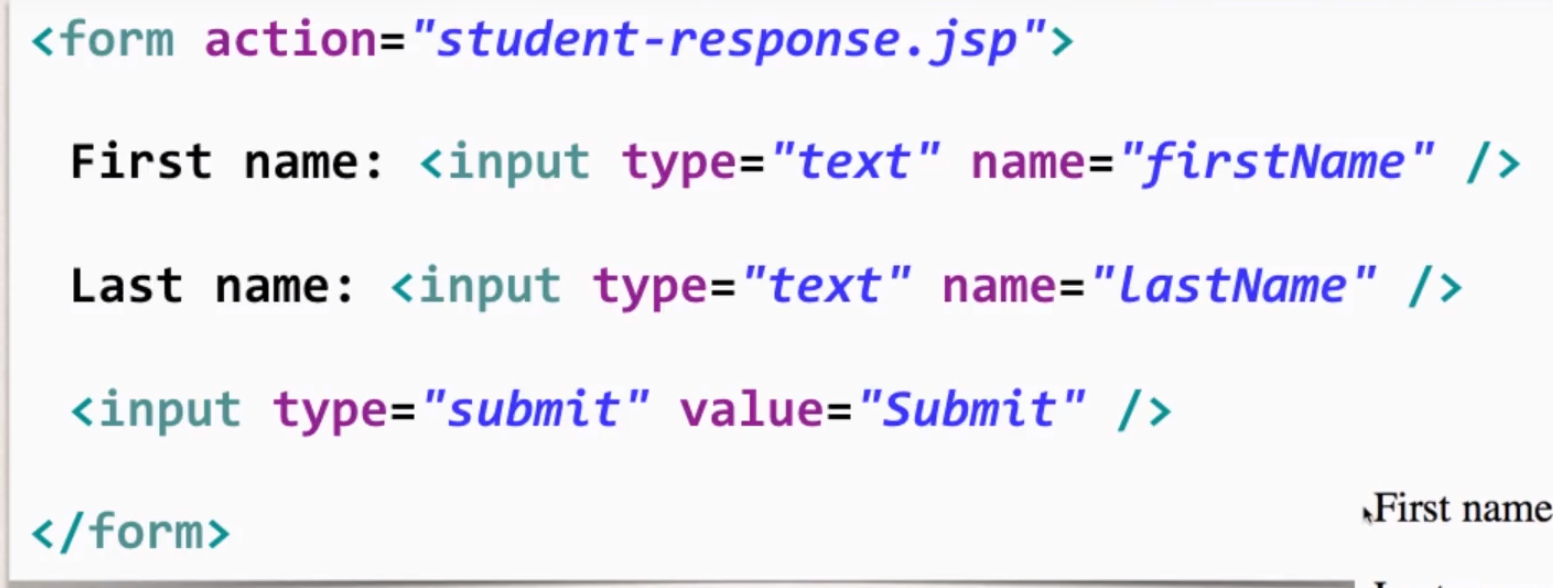 <form action="student-response.jsp">
First name: <input type="text" name="firstName" />
Last name: <input type="text" name="lastName" />
<input type="submit" value="Submit" />
</form>
First name